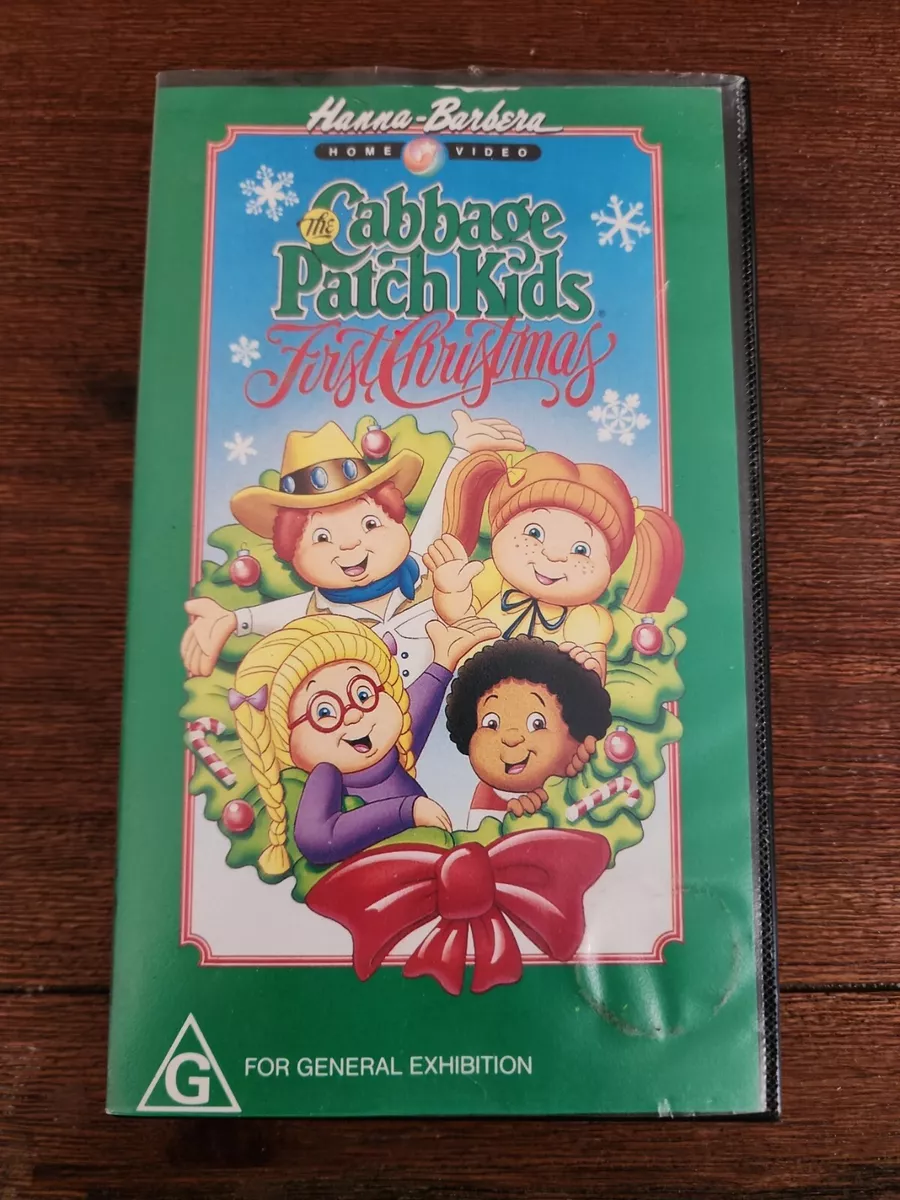 Hanna-Barbera
HOME VIDEO
The Cabbage
Patch Kids®
First Christmas
G
FOR GENERAL EXHIBITION